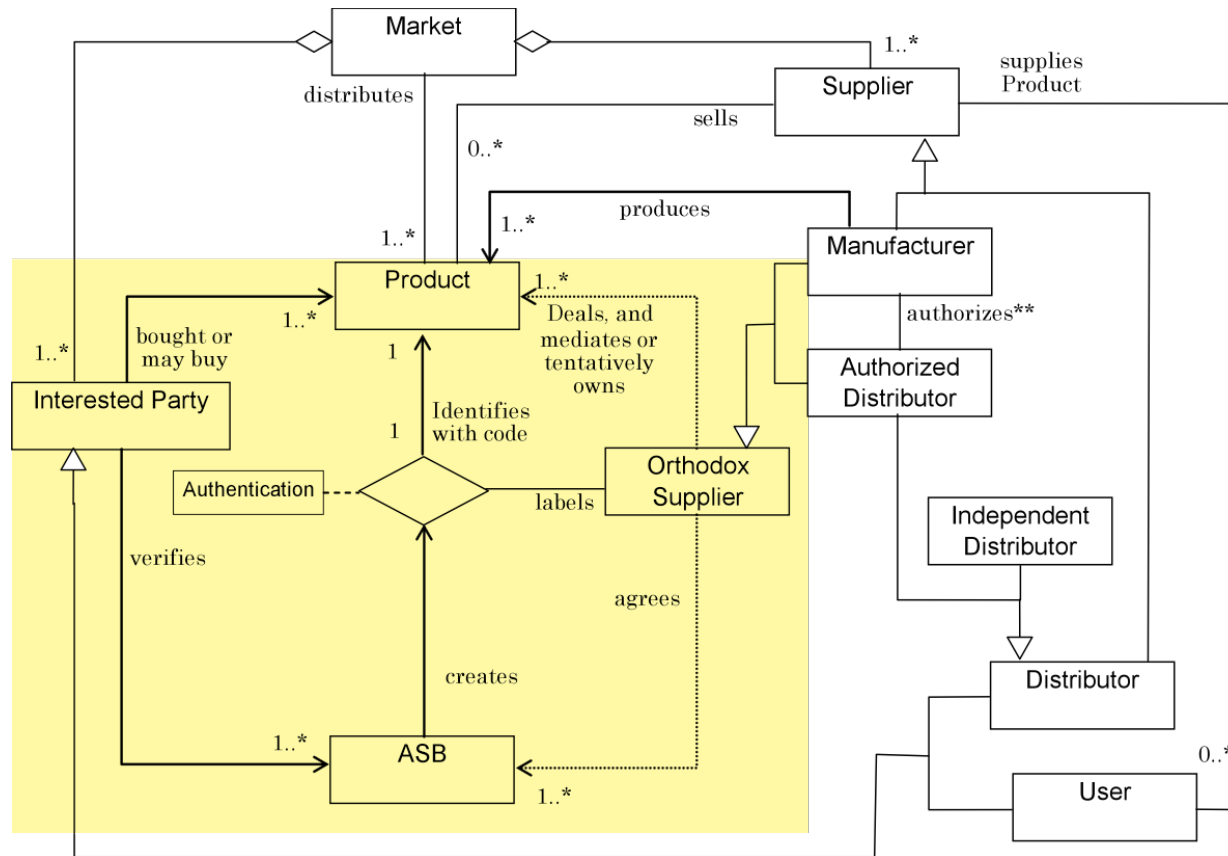 Market
1..*
supplies
Product
Supplier
distributes
sells
0..*
produces
1..*
Manufacturer
1..*
Product
1..*
authorizes**
bought or
may buy
1..*
Deals, and
mediates or
tentatively
owns
1
1..*
Authorized
Distributor
Interested Party
Identifies
with code
1
Orthodox
Supplier
Authentication
labels
Independent
Distributor
verifies
agrees
creates
Distributor
1..*
ASB
1..*
0..*
User